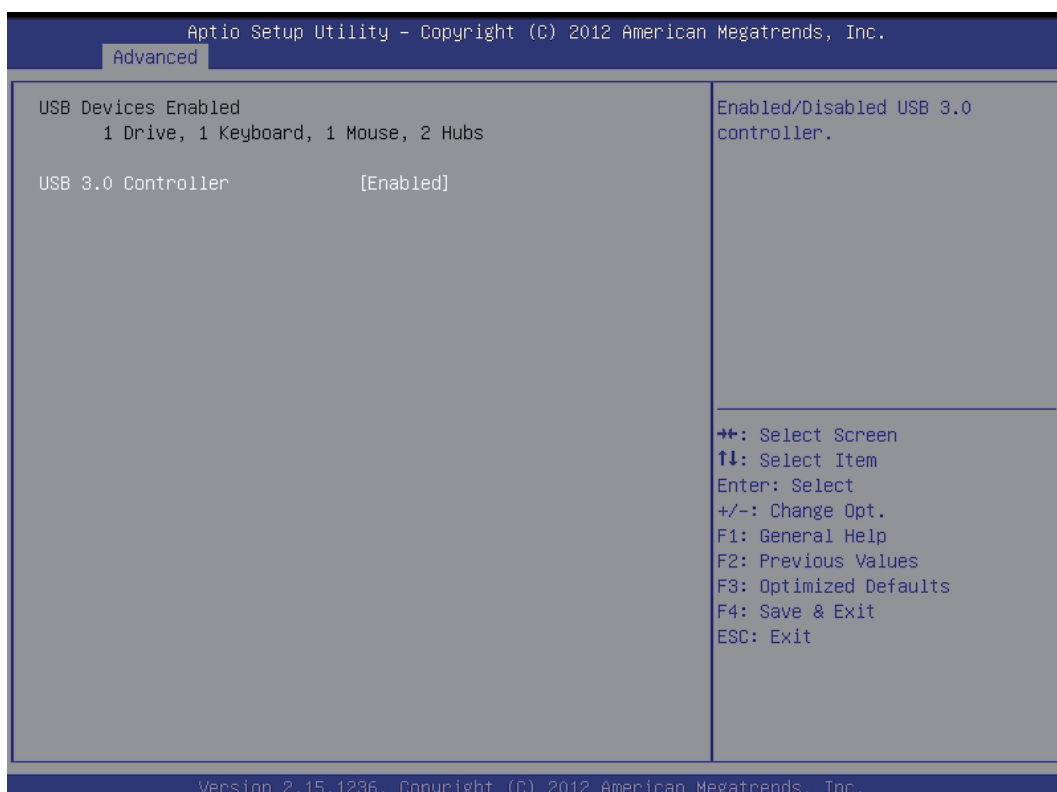 Aptio Setup Utility – Copyright (C) 2012 American Megatrends, Inc.
Advanced
USB Devices Enabled
1 Drive, 1 Keyboard, 1 Mouse, 2 Hubs
USB 3.0 Controller [Enabled]
Enabled/Disabled USB 3.0
controller.
→←: Select Screen
↑↓: Select Item
Enter: Select
+/-: Change Opt.
F1: General Help
F2: Previous Values
F3: Optimized Defaults
F4: Save & Exit
ESC: Exit
Version 2.15.1236. Copyright (C) 2012 American Megatrends, Inc.